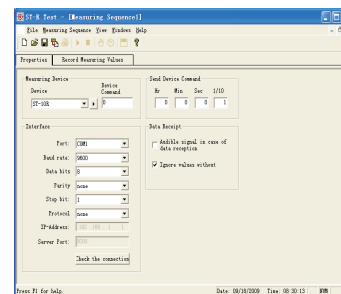 ST-R Test - [Measuring Sequence1]
File Measuring Sequence View Windows Help
Properties Record Measuring Values
Measuring Device
Device Device Command
ST-10R 0
Send Device Command
Hr Min Sec 1/10
0 0 0 1
Interface
Port: COM1
Baud rate: 9600
Data bits 8
Parity none
Stop bit: 1
Protocol none
IP-Address:
Server Port:
Check the connection
Data Receipt
Audible signal in case of
data reception
Ignore values without
Press F1 for help. Date: 09/18/2009 Time: 08:30:13 NUM